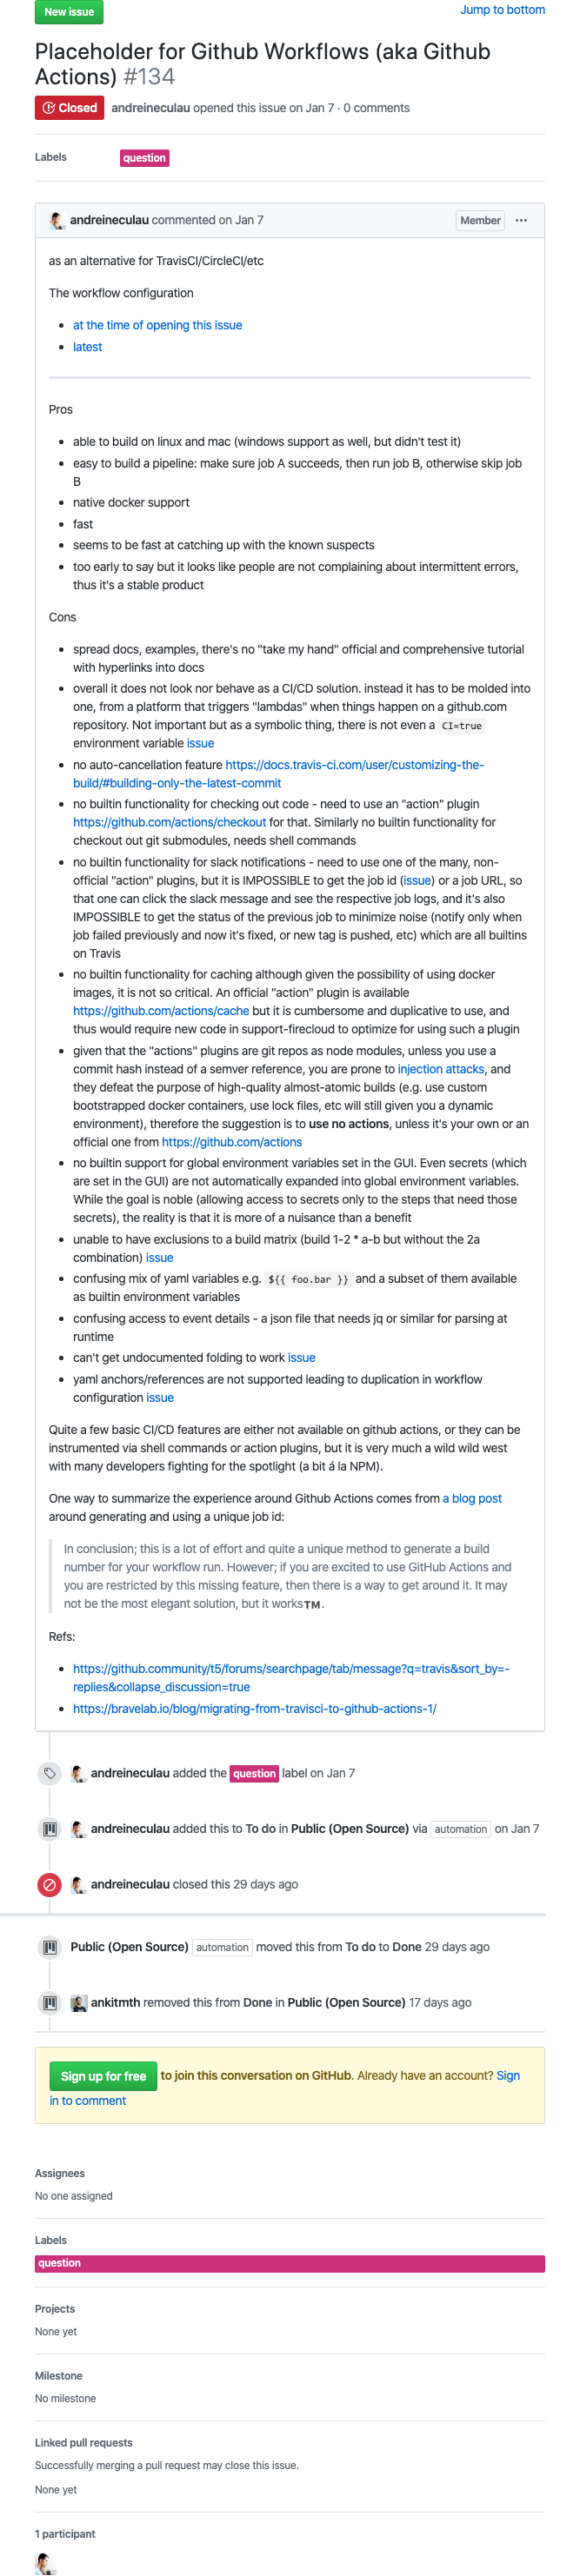 New issue
Jump to bottom
Placeholder for Github Workflows (aka Github
Actions) #134
Closed
andreineculau opened this issue on Jan 7 · 0 comments
Labels
question
andreineculau commented on Jan 7
Member
as an alternative for TravisCI/CircleCI/etc
The workflow configuration
• at the time of opening this issue
• latest
Pros
• able to build on linux and mac (windows support as well, but didn't test it)
• easy to build a pipeline: make sure job A succeeds, then run job B, otherwise skip job
B
• native docker support
• fast
• seems to be fast at catching up with the known suspects
• too early to say but it looks like people are not complaining about intermittent errors,
thus it's a stable product
Cons
• spread docs, examples, there's no "take my hand" official and comprehensive tutorial
with hyperlinks into docs
• overall it does not look nor behave as a CI/CD solution. instead it has to be molded into
one, from a platform that triggers "lambdas" when things happen on a github.com
repository. Not important but as a symbolic thing, there is not even a CI=true
environment variable issue
• no auto-cancellation feature https://docs.travis-ci.com/user/customizing-the-
build/#building-only-the-latest-commit
• no builtin functionality for checking out code - need to use an "action" plugin
https://github.com/actions/checkout for that. Similarly no builtin functionality for
checkout out git submodules, needs shell commands
• no builtin functionality for slack notifications - need to use one of the many, non-
official "action" plugins, but it is IMPOSSIBLE to get the job id (issue) or a job URL, so
that one can click the slack message and see the respective job logs, and it's also
IMPOSSIBLE to get the status of the previous job to minimize noise (notify only when
job failed previously and now it's fixed, or new tag is pushed, etc) which are all builtins
on Travis
• no builtin functionality for caching although given the possibility of using docker
images, it is not so critical. An official "action" plugin is available
https://github.com/actions/cache but it is cumbersome and duplicative to use, and
thus would require new code in support-firecloud to optimize for using such a plugin
• given that the "actions" plugins are git repos as node modules, unless you use a
commit hash instead of a semver reference, you are prone to injection attacks, and
they defeat the purpose of high-quality almost-atomic builds (e.g. use custom
bootstrapped docker containers, use lock files, etc will still given you a dynamic
environment), therefore the suggestion is to use no actions, unless it's your own or an
official one from https://github.com/actions
• no builtin support for global environment variables set in the GUI. Even secrets (which
are set in the GUI) are not automatically expanded into global environment variables.
While the goal is noble (allowing access to secrets only to the steps that need those
secrets), the reality is that it is more of a nuisance than a benefit
• unable to have exclusions to a build matrix (build 1-2 * a-b but without the 2a
combination) issue
• confusing mix of yaml variables e.g. ${{ foo.bar }} and a subset of them available
as builtin environment variables
• confusing access to event details - a json file that needs jq or similar for parsing at
runtime
• can't get undocumented folding to work issue
• yaml anchors/references are not supported leading to duplication in workflow
configuration issue
Quite a few basic CI/CD features are either not available on github actions, or they can be
instrumented via shell commands or action plugins, but it is very much a wild wild west
with many developers fighting for the spotlight (a bit á la NPM).
One way to summarize the experience around Github Actions comes from a blog post
around generating and using a unique job id:
In conclusion; this is a lot of effort and quite a unique method to generate a build
number for your workflow run. However; if you are excited to use GitHub Actions and
you are restricted by this missing feature, then there is a way to get around it. It may
not be the most elegant solution, but it works™.
Refs:
• https://github.community/t5/forums/searchpage/tab/message?q=travis&sort_by=-
replies&collapse_discussion=true
• https://bravelab.io/blog/migrating-from-travisci-to-github-actions-1/
andreineculau added the question label on Jan 7
andreineculau added this to To do in Public (Open Source) via automation on Jan 7
andreineculau closed this 29 days ago
Public (Open Source) automation moved this from To do to Done 29 days ago
ankitmth removed this from Done in Public (Open Source) 17 days ago
Sign up for free to join this conversation on GitHub. Already have an account? Sign
in to comment
Assignees
No one assigned
Labels
question
Projects
None yet
Milestone
No milestone
Linked pull requests
Successfully merging a pull request may close this issue.
None yet
1 participant